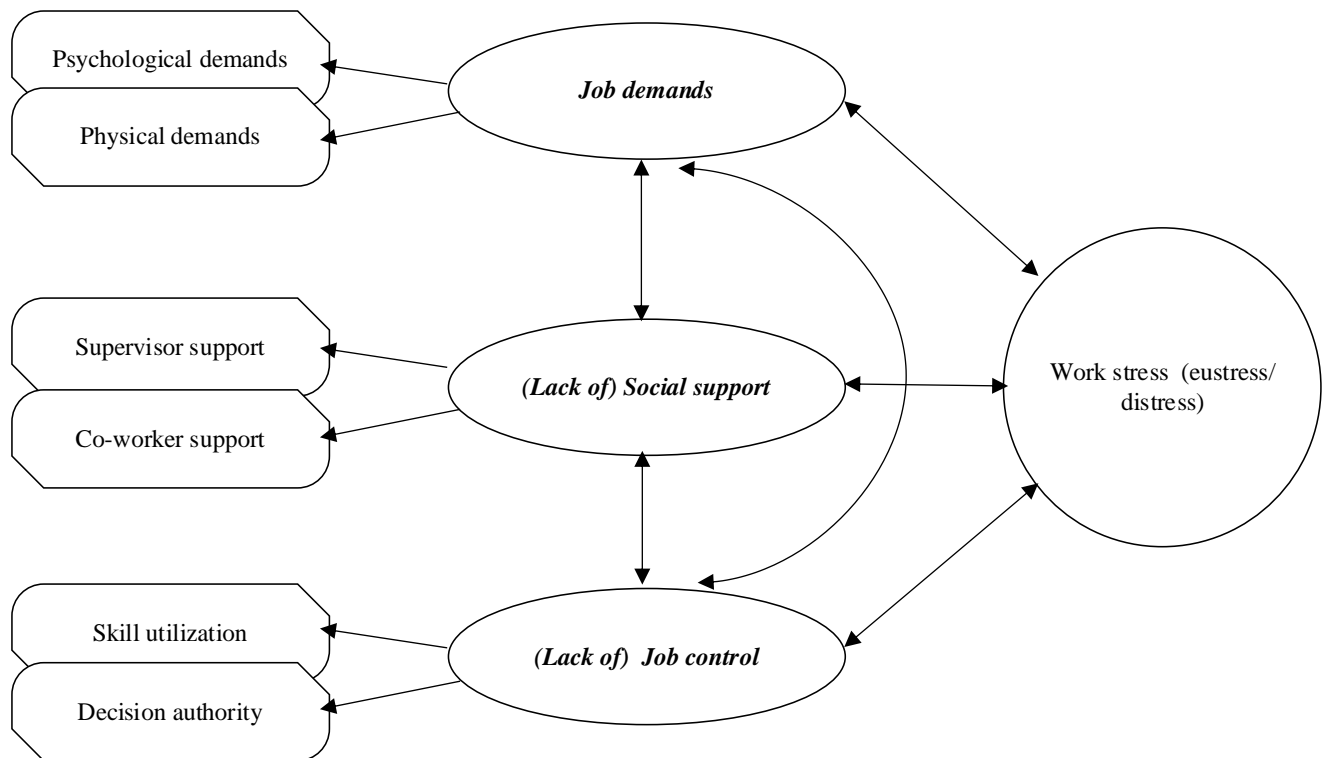 Psychological demands
Physical demands
Job demands
Supervisor support
Co-worker support
(Lack of) Social support
Work stress  (eustress/
distress)
Skill utilization
Decision authority
(Lack of)  Job control